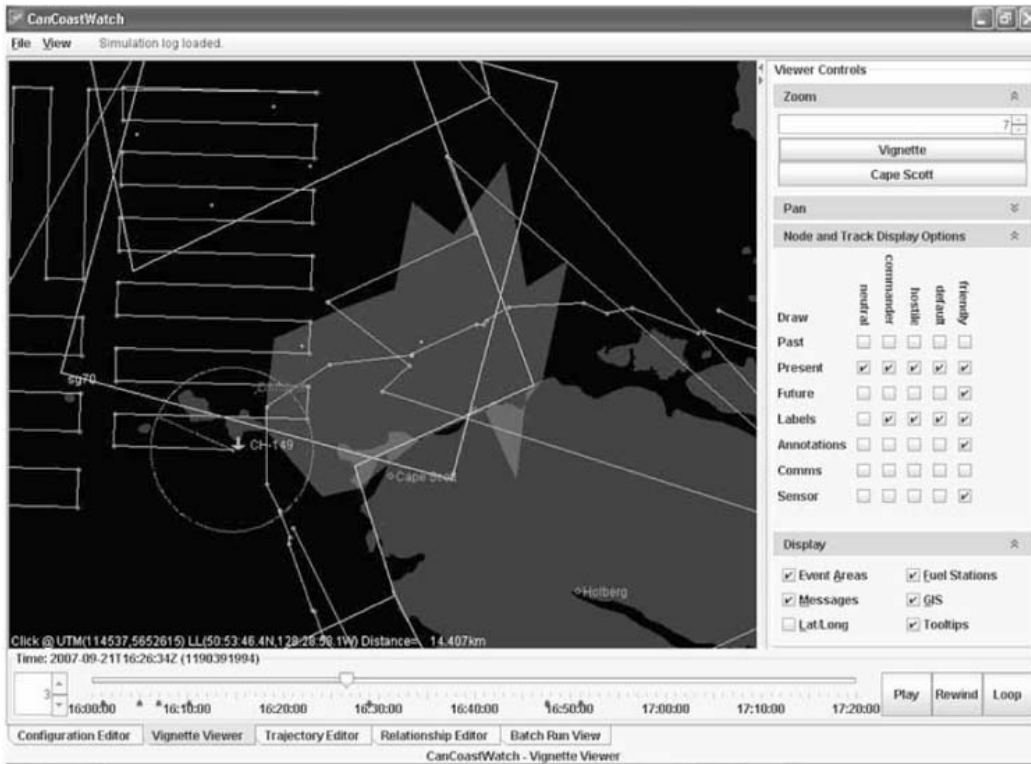 CanCoastWatch
File View Simulation log loaded.
Viewer Controls
Zoom
7
Vignette
Cape Scott
Pan
Node and Track Display Options
Draw neutral commander hostile default friendly
Past
Present
Future
Labels
Annotations
Comms
Sensor
Display
Event Areas Fuel Stations
Messages GIS
Lat/Long Tooltips
sg70
CH-149
Cape Scott
Holberg
Click @ UTM(114537,5652615) LL(50:53:46.4N,128:28:58.1W) Distance= 14.407km
Time: 2007-09-21T16:26:34Z (1190391994)
3
16:00:00 16:10:00 16:20:00 16:30:00 16:40:00 16:50:00 17:00:00 17:10:00 17:20:00
Play Rewind Loop
Configuration Editor Vignette Viewer Trajectory Editor Relationship Editor Batch Run View
CanCoastWatch - Vignette Viewer